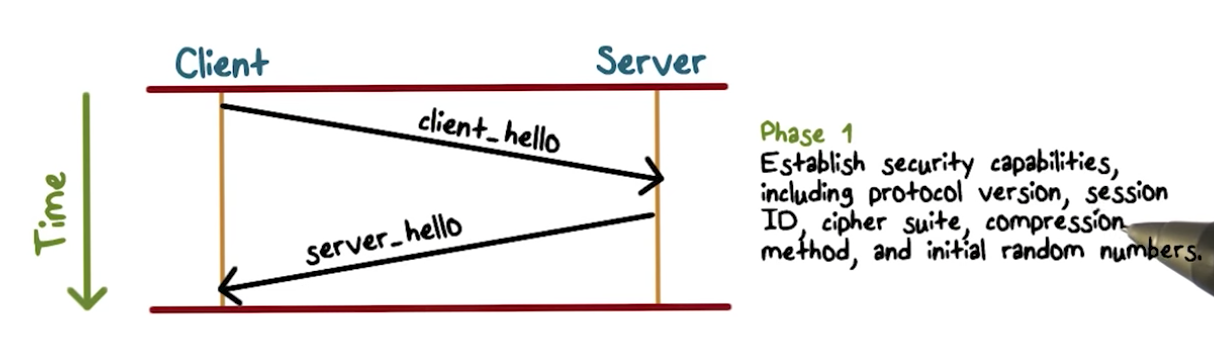 Client
Server
Time
client_hello
server_hello
Phase 1
Establish security capabilities,
including protocol version, session
ID, cipher suite, compression
method, and initial random numbers.